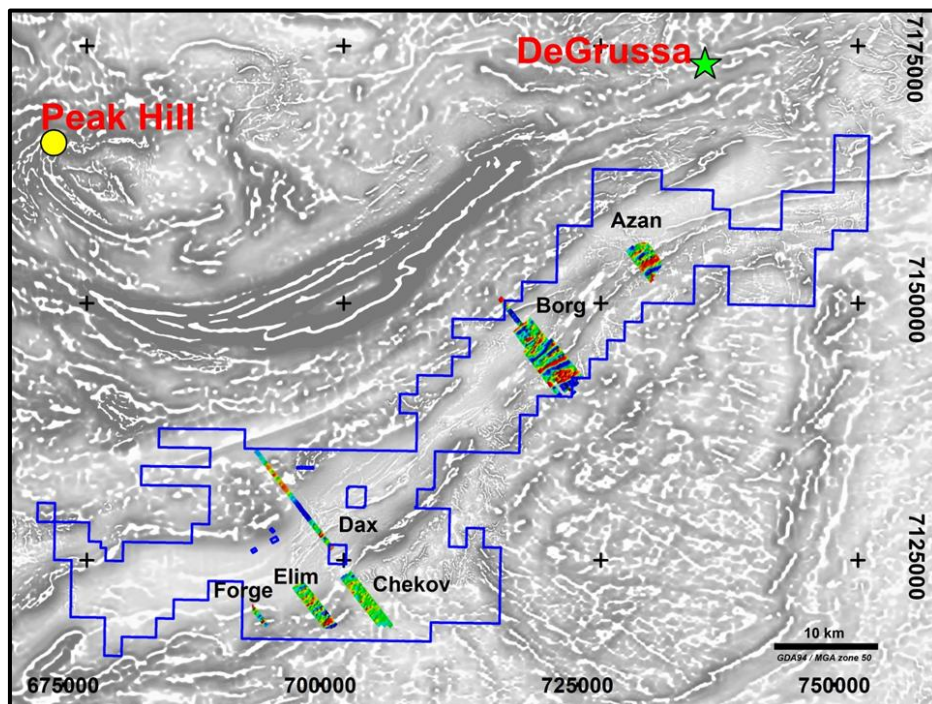 DeGrussa
7175000
Peak Hill
Azan
Borg
7150000
Dax
7125000
Forge
Elim
Chekov
10 km
GDA94 / MGA zone 50
675000
700000
725000
750000